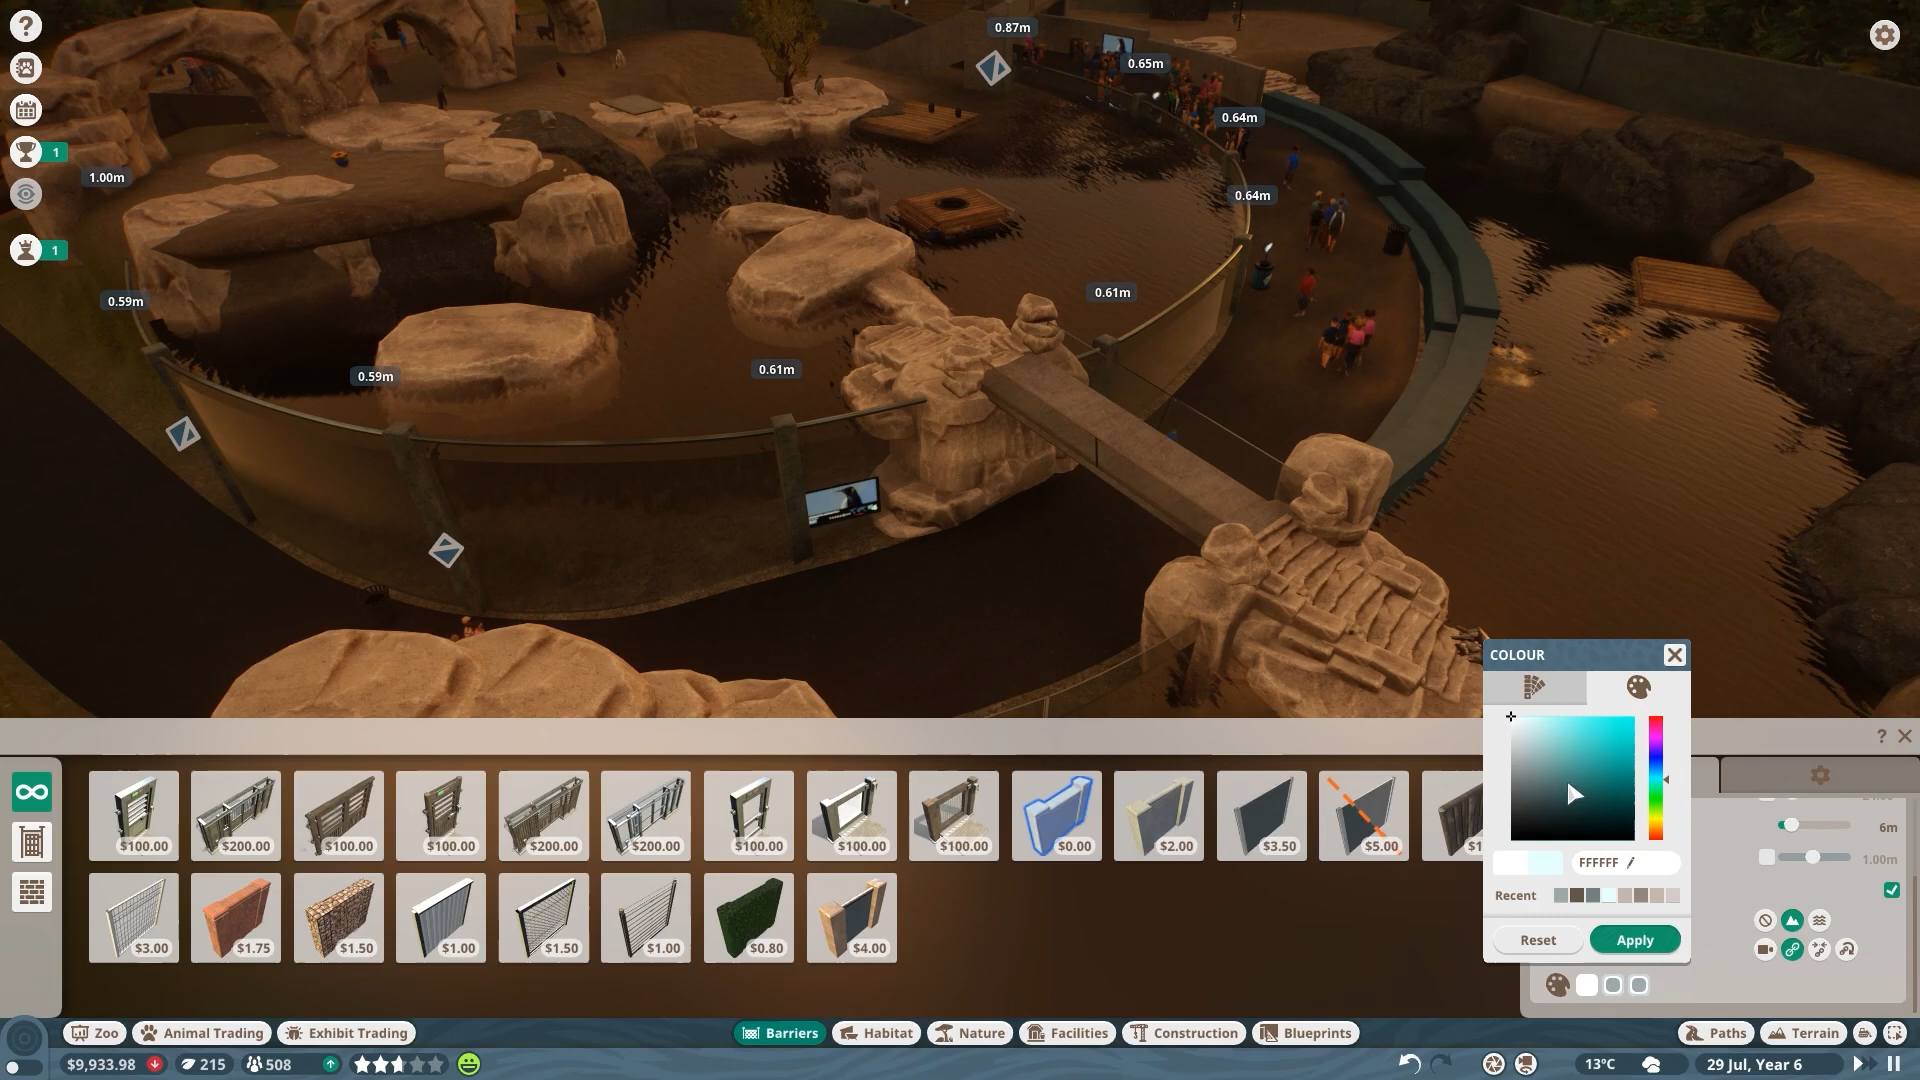 0.87m
0.65m
0.64m
1
1.00m
0.64m
1
0.61m
0.59m
0.61m
0.59m
COLOUR
FFFFFF
Recent
Reset
Apply
6m
1.00m
$100.00 $200.00 $100.00 $100.00 $200.00 $200.00 $100.00 $100.00 $100.00 $0.00 $2.00 $3.50 $5.00
$3.00 $1.75 $1.50 $1.00 $1.50 $1.00 $0.80 $4.00
Zoo Animal Trading Exhibit Trading Barriers Habitat Nature Facilities Construction Blueprints Paths Terrain
$9,933.98 215 508 13°C 29 Jul, Year 6